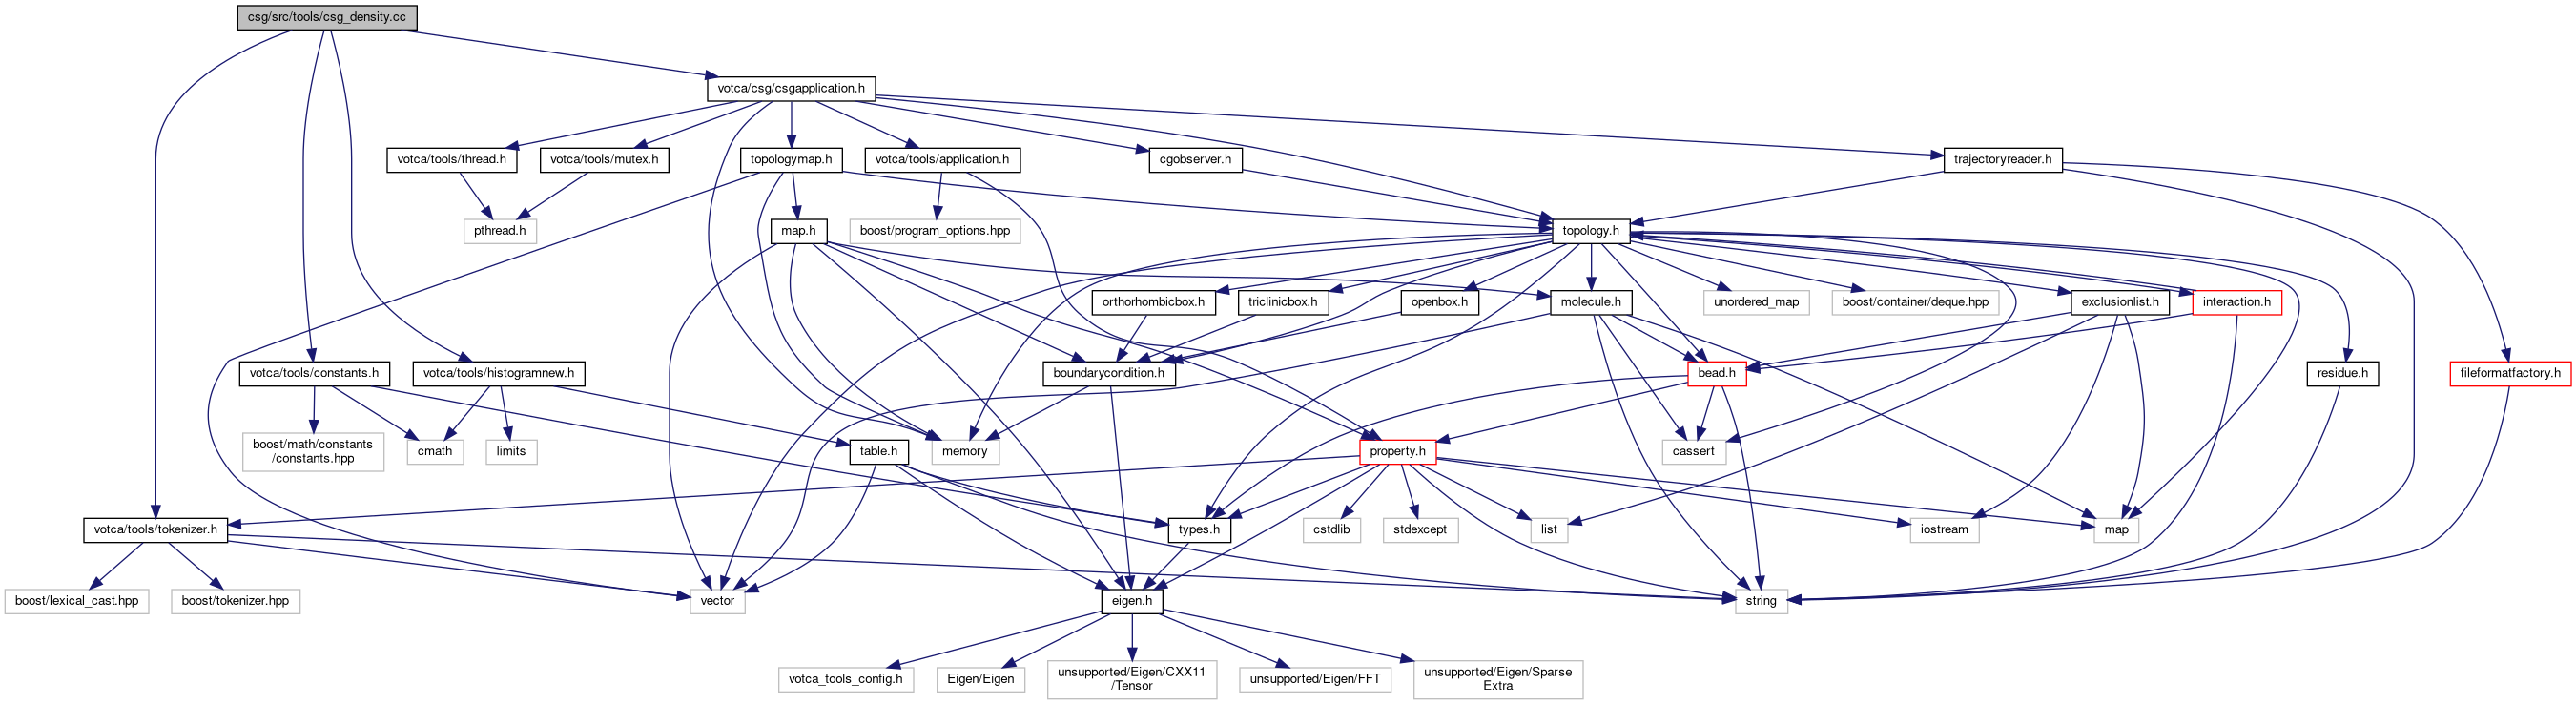 csg/src/tools/csg_density.cc
votca/csg/csgapplication.h
votca/tools/thread.h
votca/tools/mutex.h
topologymap.h
votca/tools/application.h
cgobserver.h
trajectoryreader.h
pthread.h
map.h
boost/program_options.hpp
topology.h
orthorhombicbox.h
triclinicbox.h
openbox.h
molecule.h
unordered_map
boost/container/deque.hpp
exclusionlist.h
interaction.h
votca/tools/constants.h
votca/tools/histogramnew.h
boundarycondition.h
bead.h
residue.h
fileformatfactory.h
boost/math/constants
/constants.hpp
cmath
limits
table.h
memory
property.h
cassert
votca/tools/tokenizer.h
types.h
cstdlib
stdexcept
list
iostream
map
boost/lexical_cast.hpp
boost/tokenizer.hpp
vector
eigen.h
string
votca_tools_config.h
Eigen/Eigen
unsupported/Eigen/CXX11
/Tensor
unsupported/Eigen/FFT
unsupported/Eigen/Sparse
Extra